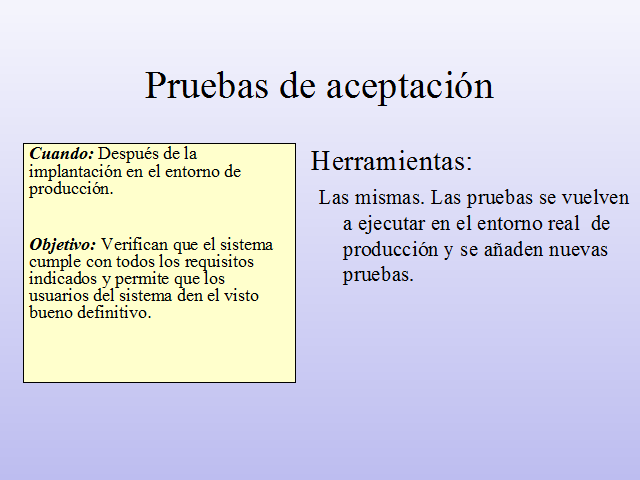 Pruebas de aceptación
Cuando: Después de la
implantación en el entorno de
producción.
Objetivo: Verifican que el sistema
cumple con todos los requisitos
indicados y permite que los
usuarios del sistema den el visto
bueno definitivo.
Herramientas:
Las mismas. Las pruebas se vuelven
a ejecutar en el entorno real de
producción y se añaden nuevas
pruebas.